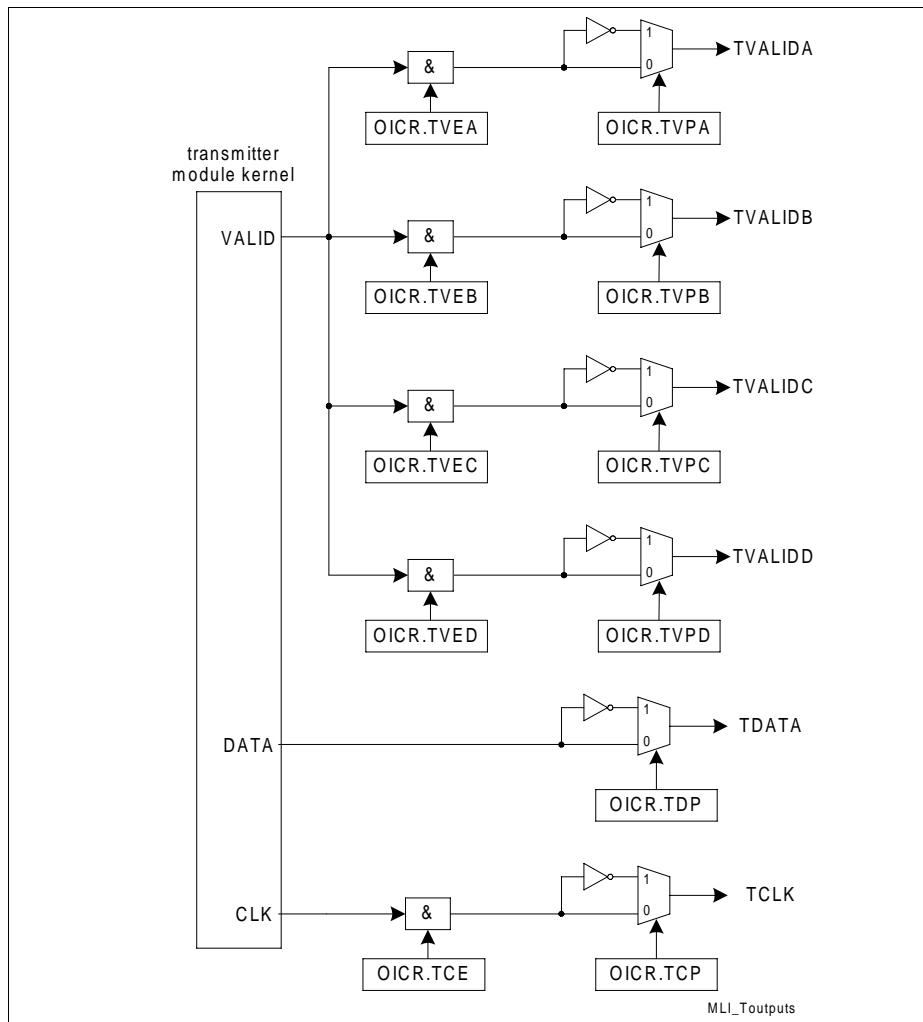 1
TVALIDA
&
0
OICR.TVEA
OICR.TVPA
transmitter
module kernel
1
TVALIDB
VALID
&
0
OICR.TVEB
OICR.TVPB
1
TVALIDC
&
0
OICR.TVEC
OICR.TVPC
1
TVALIDD
&
0
OICR.TVED
OICR.TVPD
1
TDATA
DATA
0
OICR.TDP
1
TCLK
CLK
&
0
OICR.TCE
OICR.TCP
MLI_Toutputs